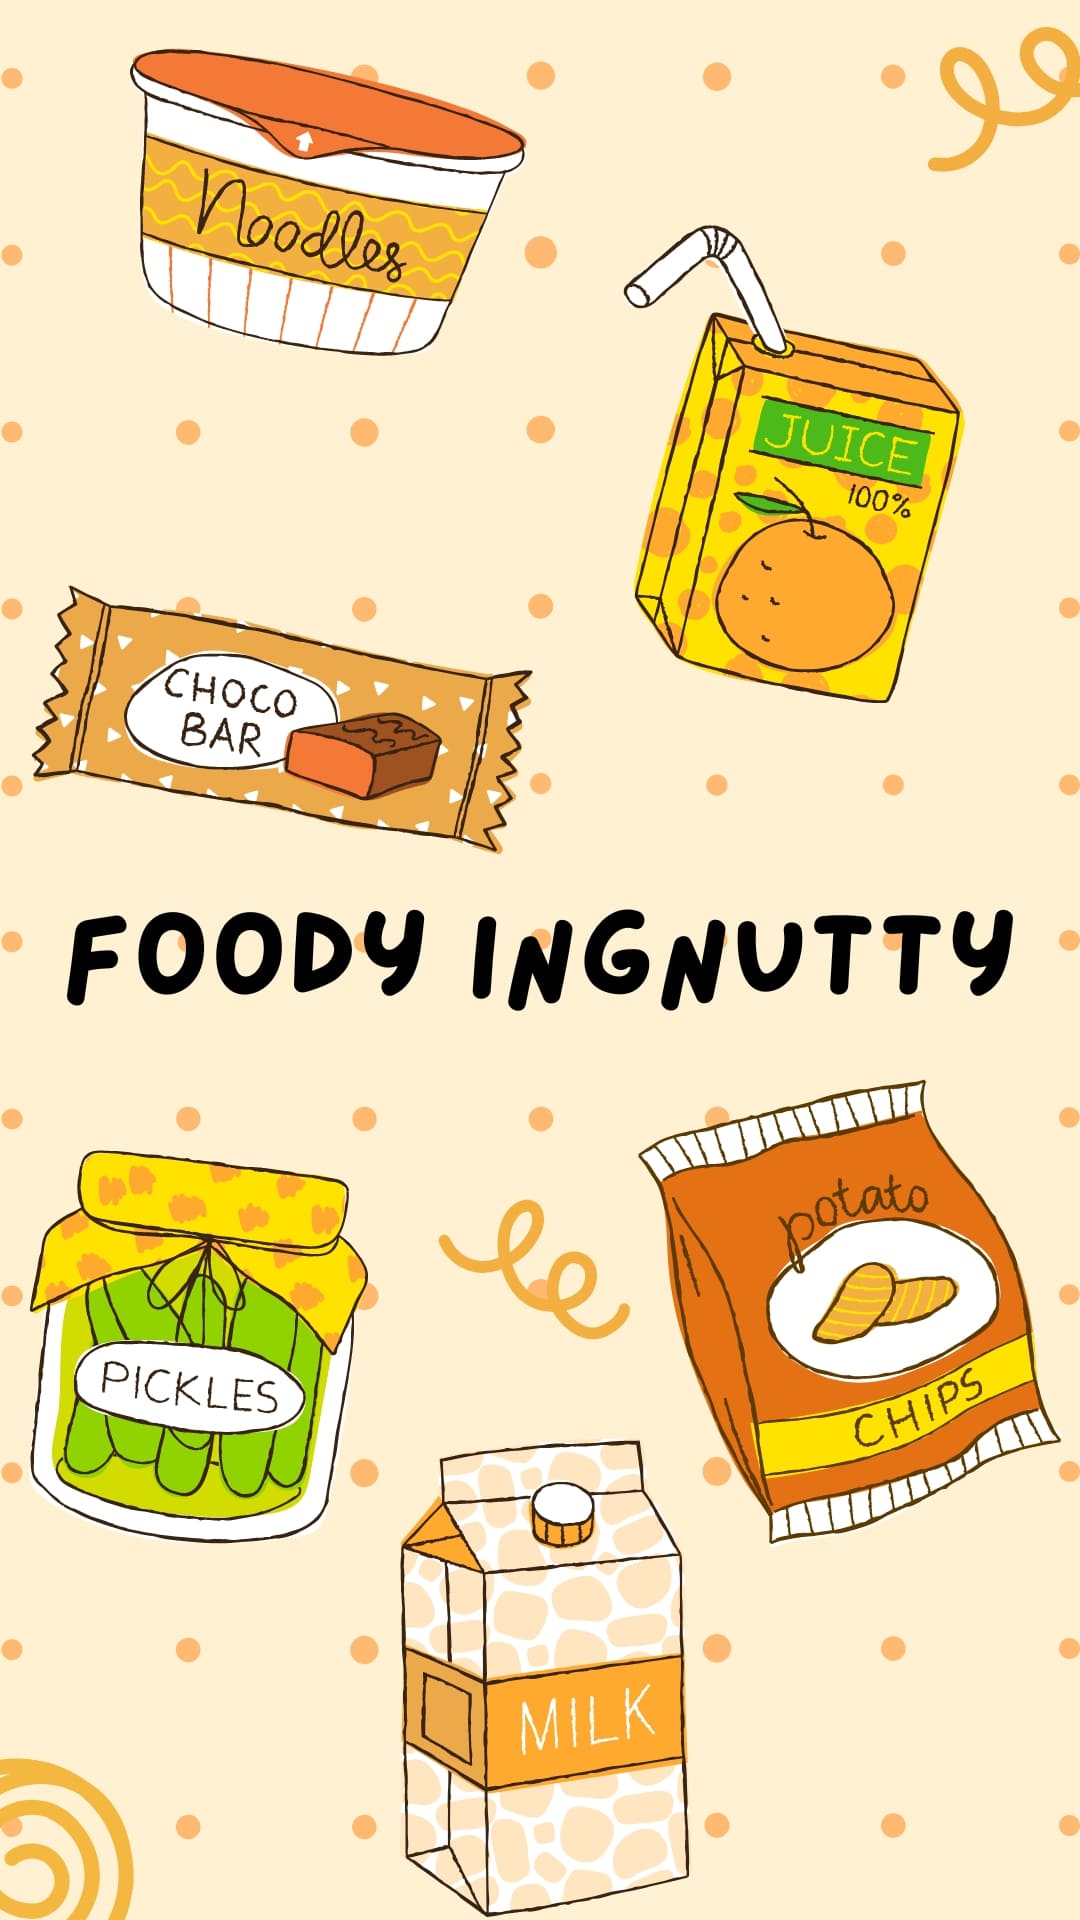 Noodles
JUICE
100%
CHOCO
BAR
FOODY INGNUTTY
potato
CHIPS
PICKLES
MILK